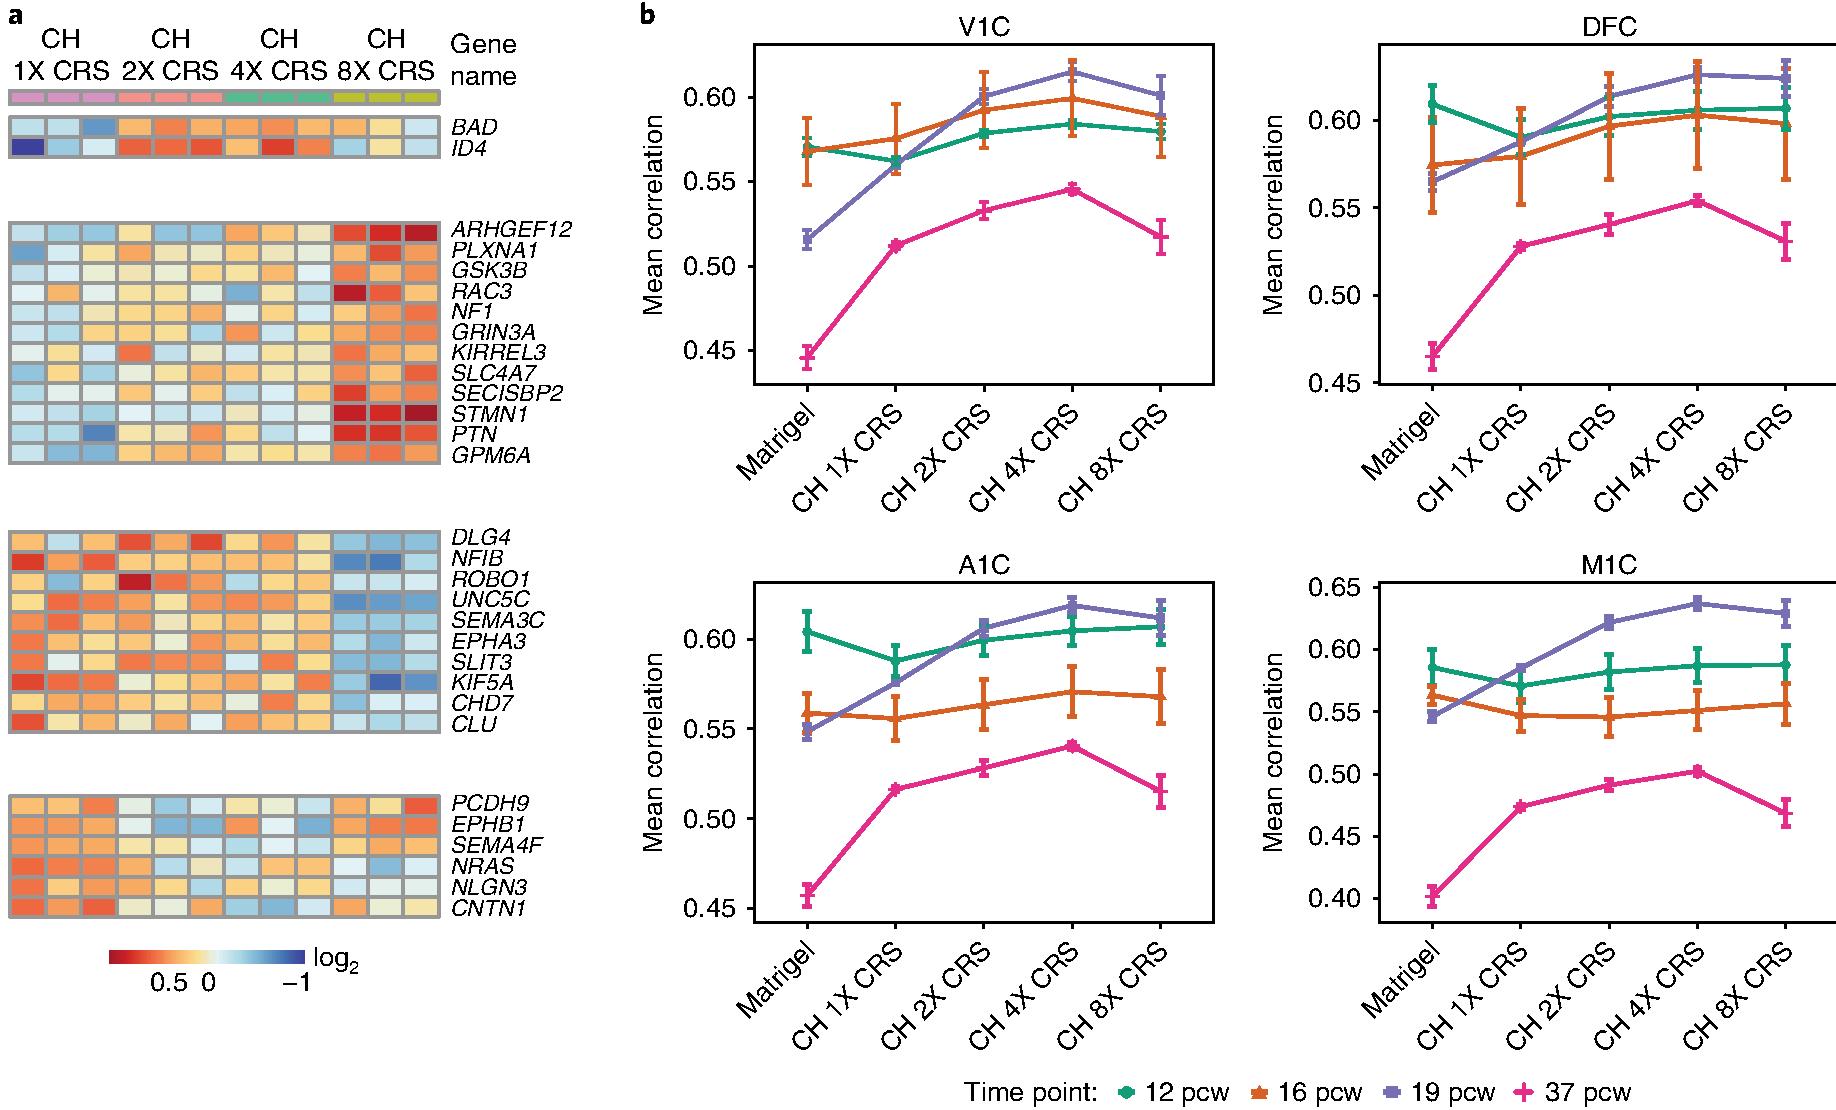 a
CH CH CH CH
1X CRS 2X CRS 4X CRS 8X CRS
Gene
name
BAD
ID4
ARHGEF12
PLXNA1
GSK3B
RAC3
NF1
GRIN3A
KIRREL3
SLC4A7
SECISBP2
STMN1
PTN
GPM6A
DLG4
NFIB
ROBO1
UNC5C
SEMA3C
EPHA3
SLIT3
KIF5A
CHD7
CLU
PCDH9
EPHB1
SEMA4F
NRAS
NLGN3
CNTN1
log2
0.5 0 −1
b
V1C
Mean correlation
0.60
0.55
0.50
0.45
Matrigel
CH 1X CRS
CH 2X CRS
CH 4X CRS
CH 8X CRS
DFC
Mean correlation
0.60
0.55
0.50
0.45
Matrigel
CH 1X CRS
CH 2X CRS
CH 4X CRS
CH 8X CRS
A1C
Mean correlation
0.60
0.55
0.50
0.45
Matrigel
CH 1X CRS
CH 2X CRS
CH 4X CRS
CH 8X CRS
M1C
Mean correlation
0.65
0.60
0.55
0.50
0.45
0.40
Matrigel
CH 1X CRS
CH 2X CRS
CH 4X CRS
CH 8X CRS
Time point: 12 pcw 16 pcw 19 pcw 37 pcw